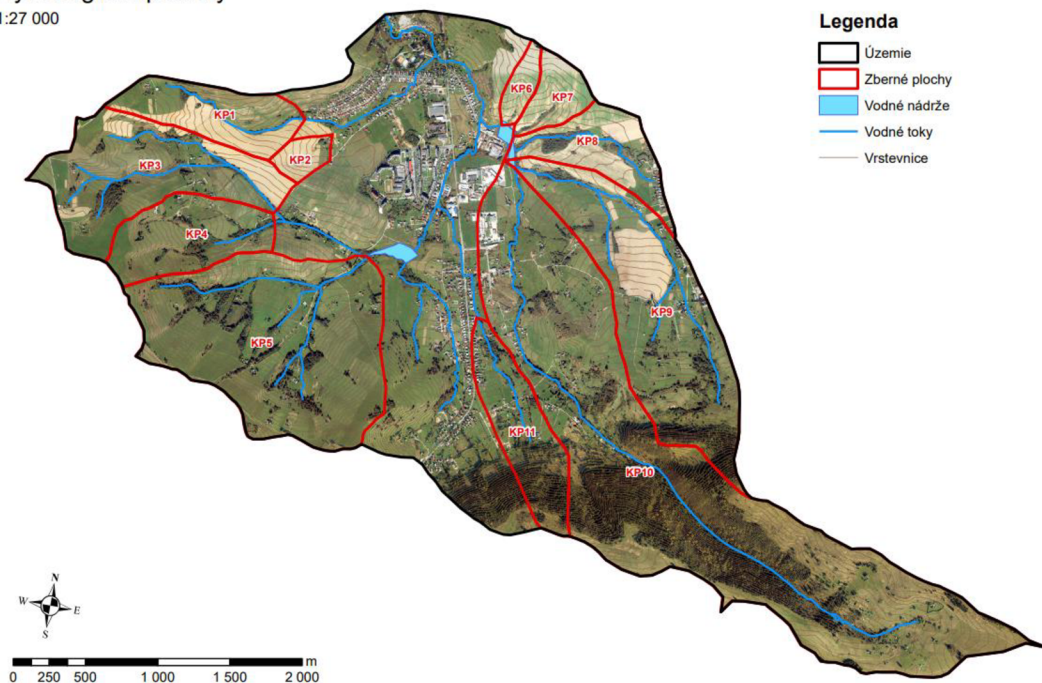 1:27 000
Legenda
Územie
Zberné plochy
Vodné nádrže
Vodné toky
Vrstevnice
KP6
KP7
KP1
KP8
KP2
KP3
KP4
KP9
KP5
KP11
KP10
N
W
E
S
m
0 250 500 1 000 1 500 2 000